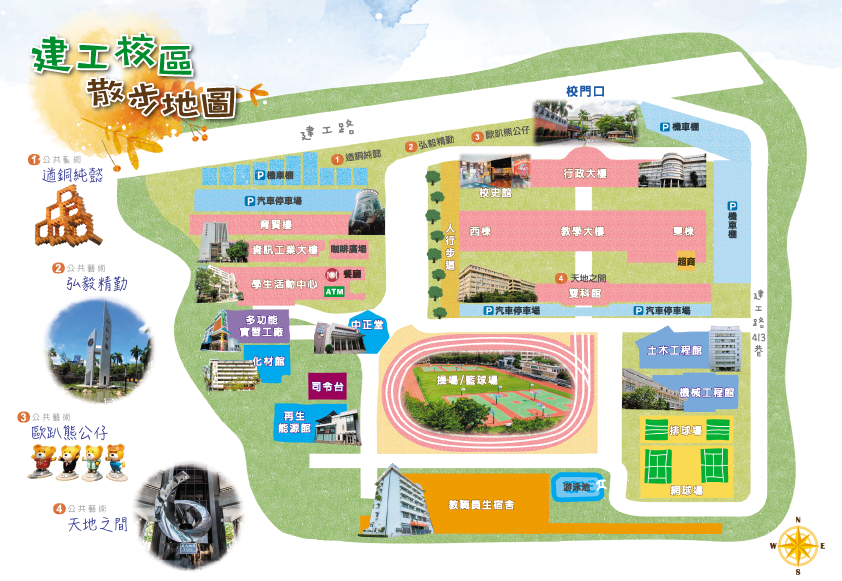 建工校區
散步地圖
1 公共藝術
遒銅純懿
2 公共藝術
弘毅精勤
3 公共藝術
歐趴熊公仔
4 公共藝術
天地之間
建工路
1 遒銅純懿
2 弘毅精勤
3 歐趴熊公仔
校門口
P 機車棚
P 機車棚
P 汽車停車場
育賢樓
資訊工業大樓
咖啡廣場
學生活動中心
餐廳
ATM
人行步道
校史館
行政大樓
P 機車棚
西棟
教學大樓
東棟
超商
4 天地之間
雙科館
P 汽車停車場
P 汽車停車場
建工路413巷
多功能
實習工廠
中正堂
化材館
司令台
再生
能源館
操場/籃球場
土木工程館
機械工程館
排球場
網球場
教職員生宿舍
游泳池
N
W
E
S